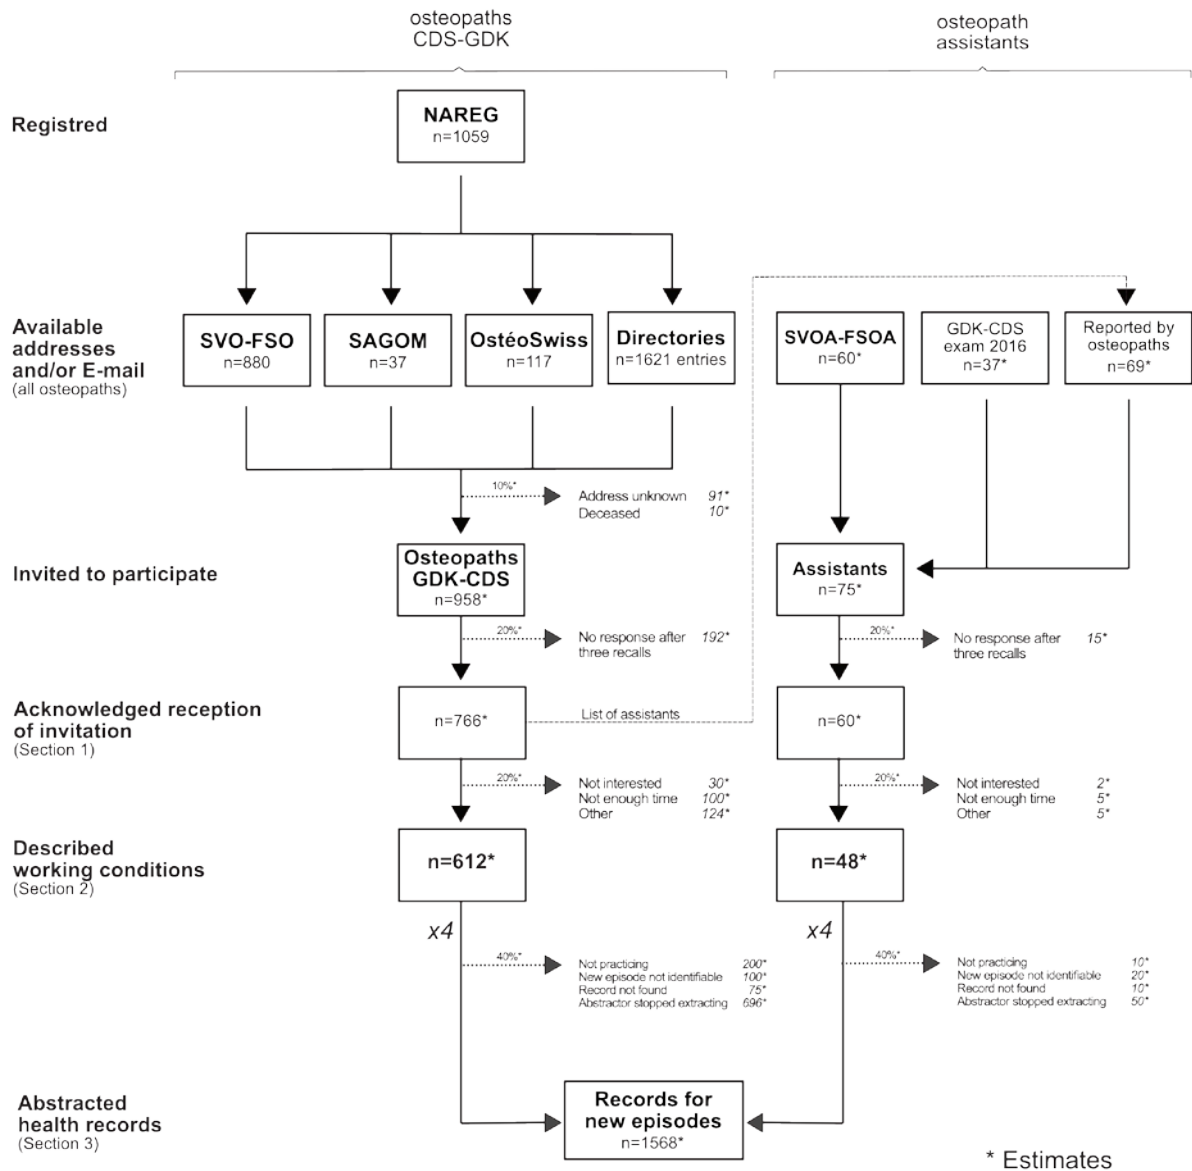 osteopaths
CDS-GDK
osteopath
assistants
Registred
NAREG
n=1059
Available
addresses
and/or E-mail
(all osteopaths)
SVO-FSO
n=880
SAGOM
n=37
OstéoSwiss
n=117
Directories
n=1621 entries
SVOA-FSOA
n=60*
GDK-CDS
exam 2016
n=37*
Reported by
osteopaths
n=69*
10%*
Address unknown 91*
Deceased 10*
Invited to participate
Osteopaths
GDK-CDS
n=958*
Assistants
n=75*
20%*
No response after 192*
three recalls
20%*
No response after 15*
three recalls
Acknowledged reception
of invitation
(Section 1)
n=766*
List of assistants
n=60*
20%*
Not interested 30*
Not enough time 100*
Other 124*
20%*
Not interested 2*
Not enough time 5*
Other 5*
Described
working conditions
(Section 2)
n=612*
n=48*
x4
x4
40%*
Not practicing 200*
New episode not identifiable 100*
Record not found 75*
Abstractor stopped extracting 696*
40%*
Not practicing 10*
New episode not identifiable 20*
Record not found 10*
Abstractor stopped extracting 50*
Abstracted
health records
(Section 3)
Records for
new episodes
n=1568*
* Estimates